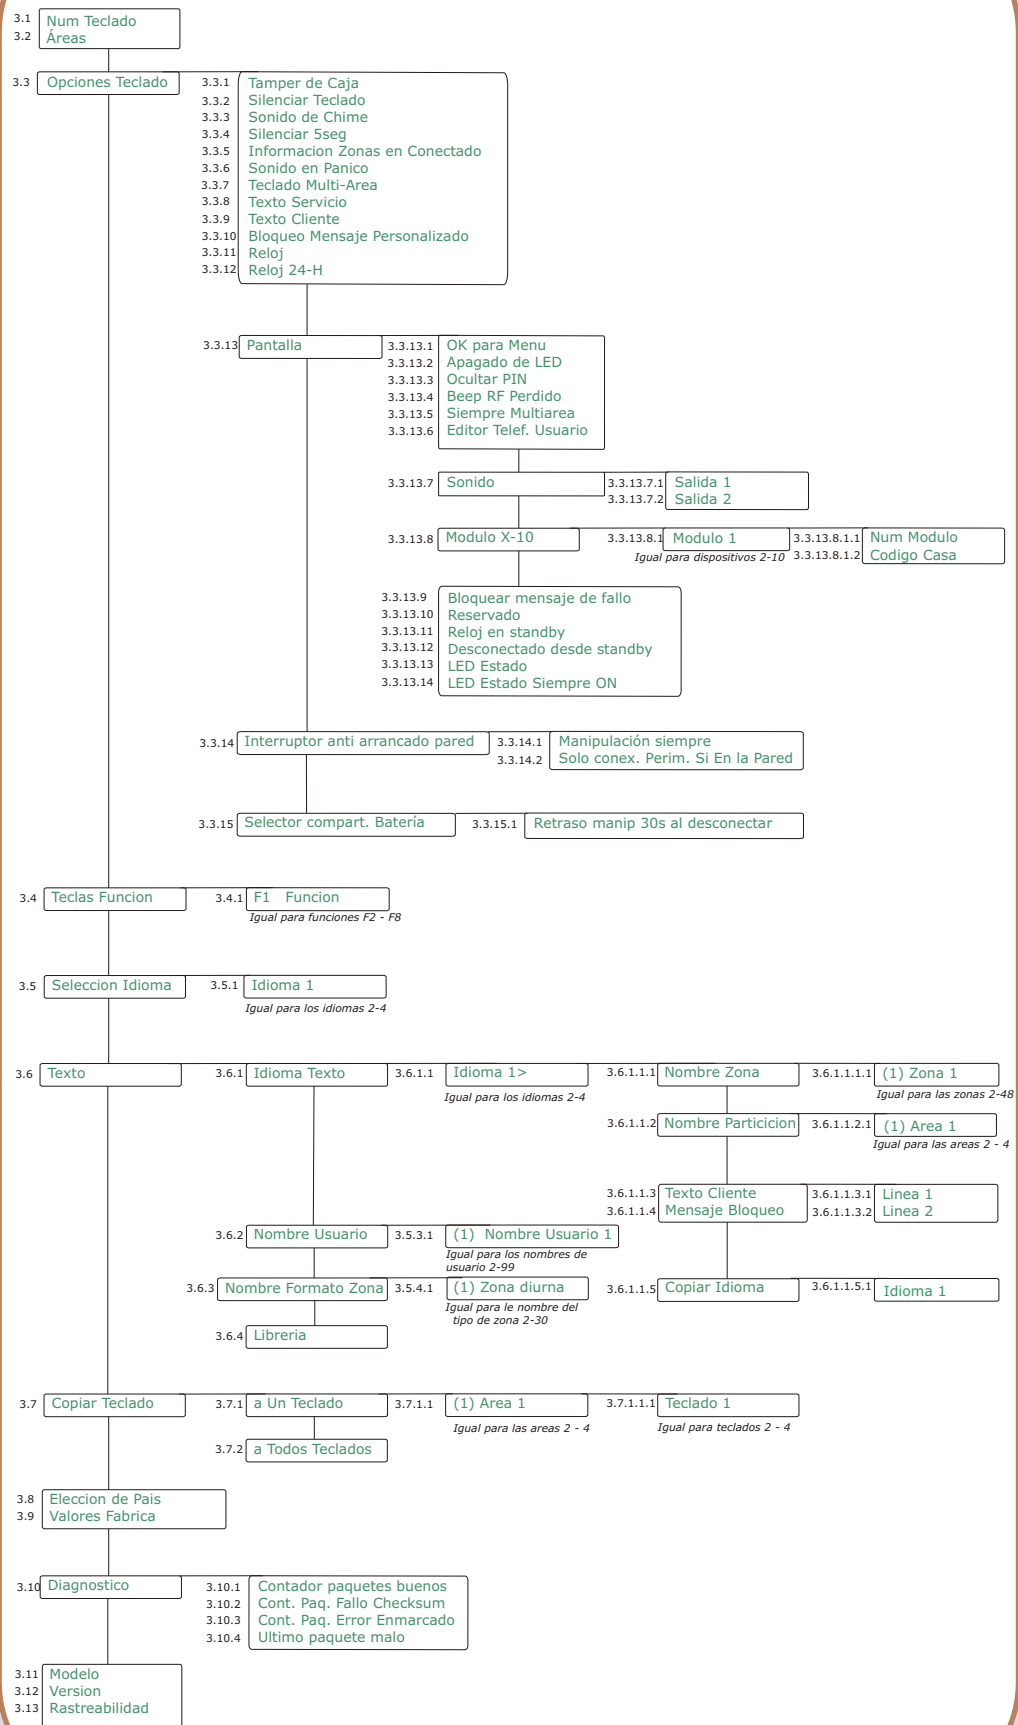 3.1 Num Teclado
3.2 Áreas
3.3 Opciones Teclado
3.3.1 Tamper de Caja
3.3.2 Silenciar Teclado
3.3.3 Sonido de Chime
3.3.4 Silenciar 5seg
3.3.5 Informacion Zonas en Conectado
3.3.6 Sonido en Panico
3.3.7 Teclado Multi-Area
3.3.8 Texto Servicio
3.3.9 Texto Cliente
3.3.10 Bloqueo Mensaje Personalizado
3.3.11 Reloj
3.3.12 Reloj 24-H
3.3.13 Pantalla
3.3.13.1 OK para Menu
3.3.13.2 Apagado de LED
3.3.13.3 Ocultar PIN
3.3.13.4 Beep RF Perdido
3.3.13.5 Siempre Multiarea
3.3.13.6 Editor Telef. Usuario
3.3.13.7 Sonido
3.3.13.7.1 Salida 1
3.3.13.7.2 Salida 2
3.3.13.8 Modulo X-10
3.3.13.8.1 Modulo 1
Igual para dispositivos 2-10
3.3.13.8.1.1 Num Modulo
3.3.13.8.1.2 Codigo Casa
3.3.13.9 Bloquear mensaje de fallo
3.3.13.10 Reservado
3.3.13.11 Reloj en standby
3.3.13.12 Desconectado desde standby
3.3.13.13 LED Estado
3.3.13.14 LED Estado Siempre ON
3.3.14 Interruptor anti arrancado pared
3.3.14.1 Manipulación siempre
3.3.14.2 Solo conex. Perim. Si En la Pared
3.3.15 Selector compart. Batería
3.3.15.1 Retraso manip 30s al desconectar
3.4 Teclas Funcion
3.4.1 F1 Funcion
Igual para funciones F2 - F8
3.5 Seleccion Idioma
3.5.1 Idioma 1
Igual para los idiomas 2-4
3.6 Texto
3.6.1 Idioma Texto
3.6.1.1 Idioma 1>
Igual para los idiomas 2-4
3.6.1.1.1 Nombre Zona
3.6.1.1.1.1 (1) Zona 1
Igual para las zonas 2-48
3.6.1.1.2 Nombre Particicion
3.6.1.1.2.1 (1) Area 1
Igual para las areas 2 - 4
3.6.1.1.3 Texto Cliente
3.6.1.1.4 Mensaje Bloqueo
3.6.1.1.3.1 Linea 1
3.6.1.1.3.2 Linea 2
3.6.2 Nombre Usuario
3.5.3.1 (1) Nombre Usuario 1
Igual para los nombres de
usuario 2-99
3.6.3 Nombre Formato Zona
3.5.4.1 (1) Zona diurna
Igual para le nombre del
tipo de zona 2-30
3.6.1.1.5 Copiar Idioma
3.6.1.1.5.1 Idioma 1
3.6.4 Libreria
3.7 Copiar Teclado
3.7.1 a Un Teclado
3.7.1.1 (1) Area 1
Igual para las areas 2 - 4
3.7.1.1.1 Teclado 1
Igual para teclados 2 - 4
3.7.2 a Todos Teclados
3.8 Eleccion de Pais
3.9 Valores Fabrica
3.10 Diagnostico
3.10.1 Contador paquetes buenos
3.10.2 Cont. Paq. Fallo Checksum
3.10.3 Cont. Paq. Error Enmarcado
3.10.4 Ultimo paquete malo
3.11 Modelo
3.12 Version
3.13 Rastreabilidad